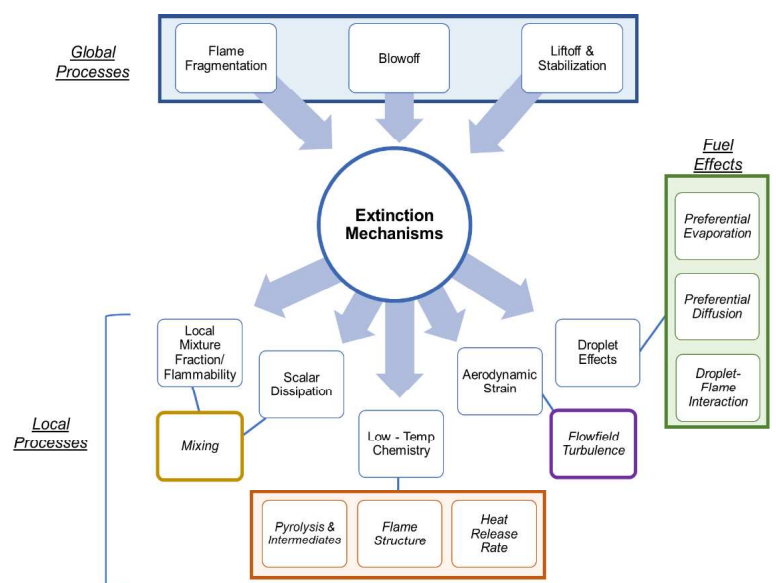 Global
Processes
Flame
Fragmentation
Blowoff
Liftoff &
Stabilization
Extinction
Mechanisms
Fuel
Effects
Preferential
Evaporation
Preferential
Diffusion
Droplet-
Flame
Interaction
Local
Processes
Local
Mixture
Fraction/
Flammability
Scalar
Dissipation
Mixing
Low - Temp
Chemistry
Aerodynamic
Strain
Droplet
Effects
Flowfield
Turbulence
Pyrolysis &
Intermediates
Flame
Structure
Heat
Release
Rate